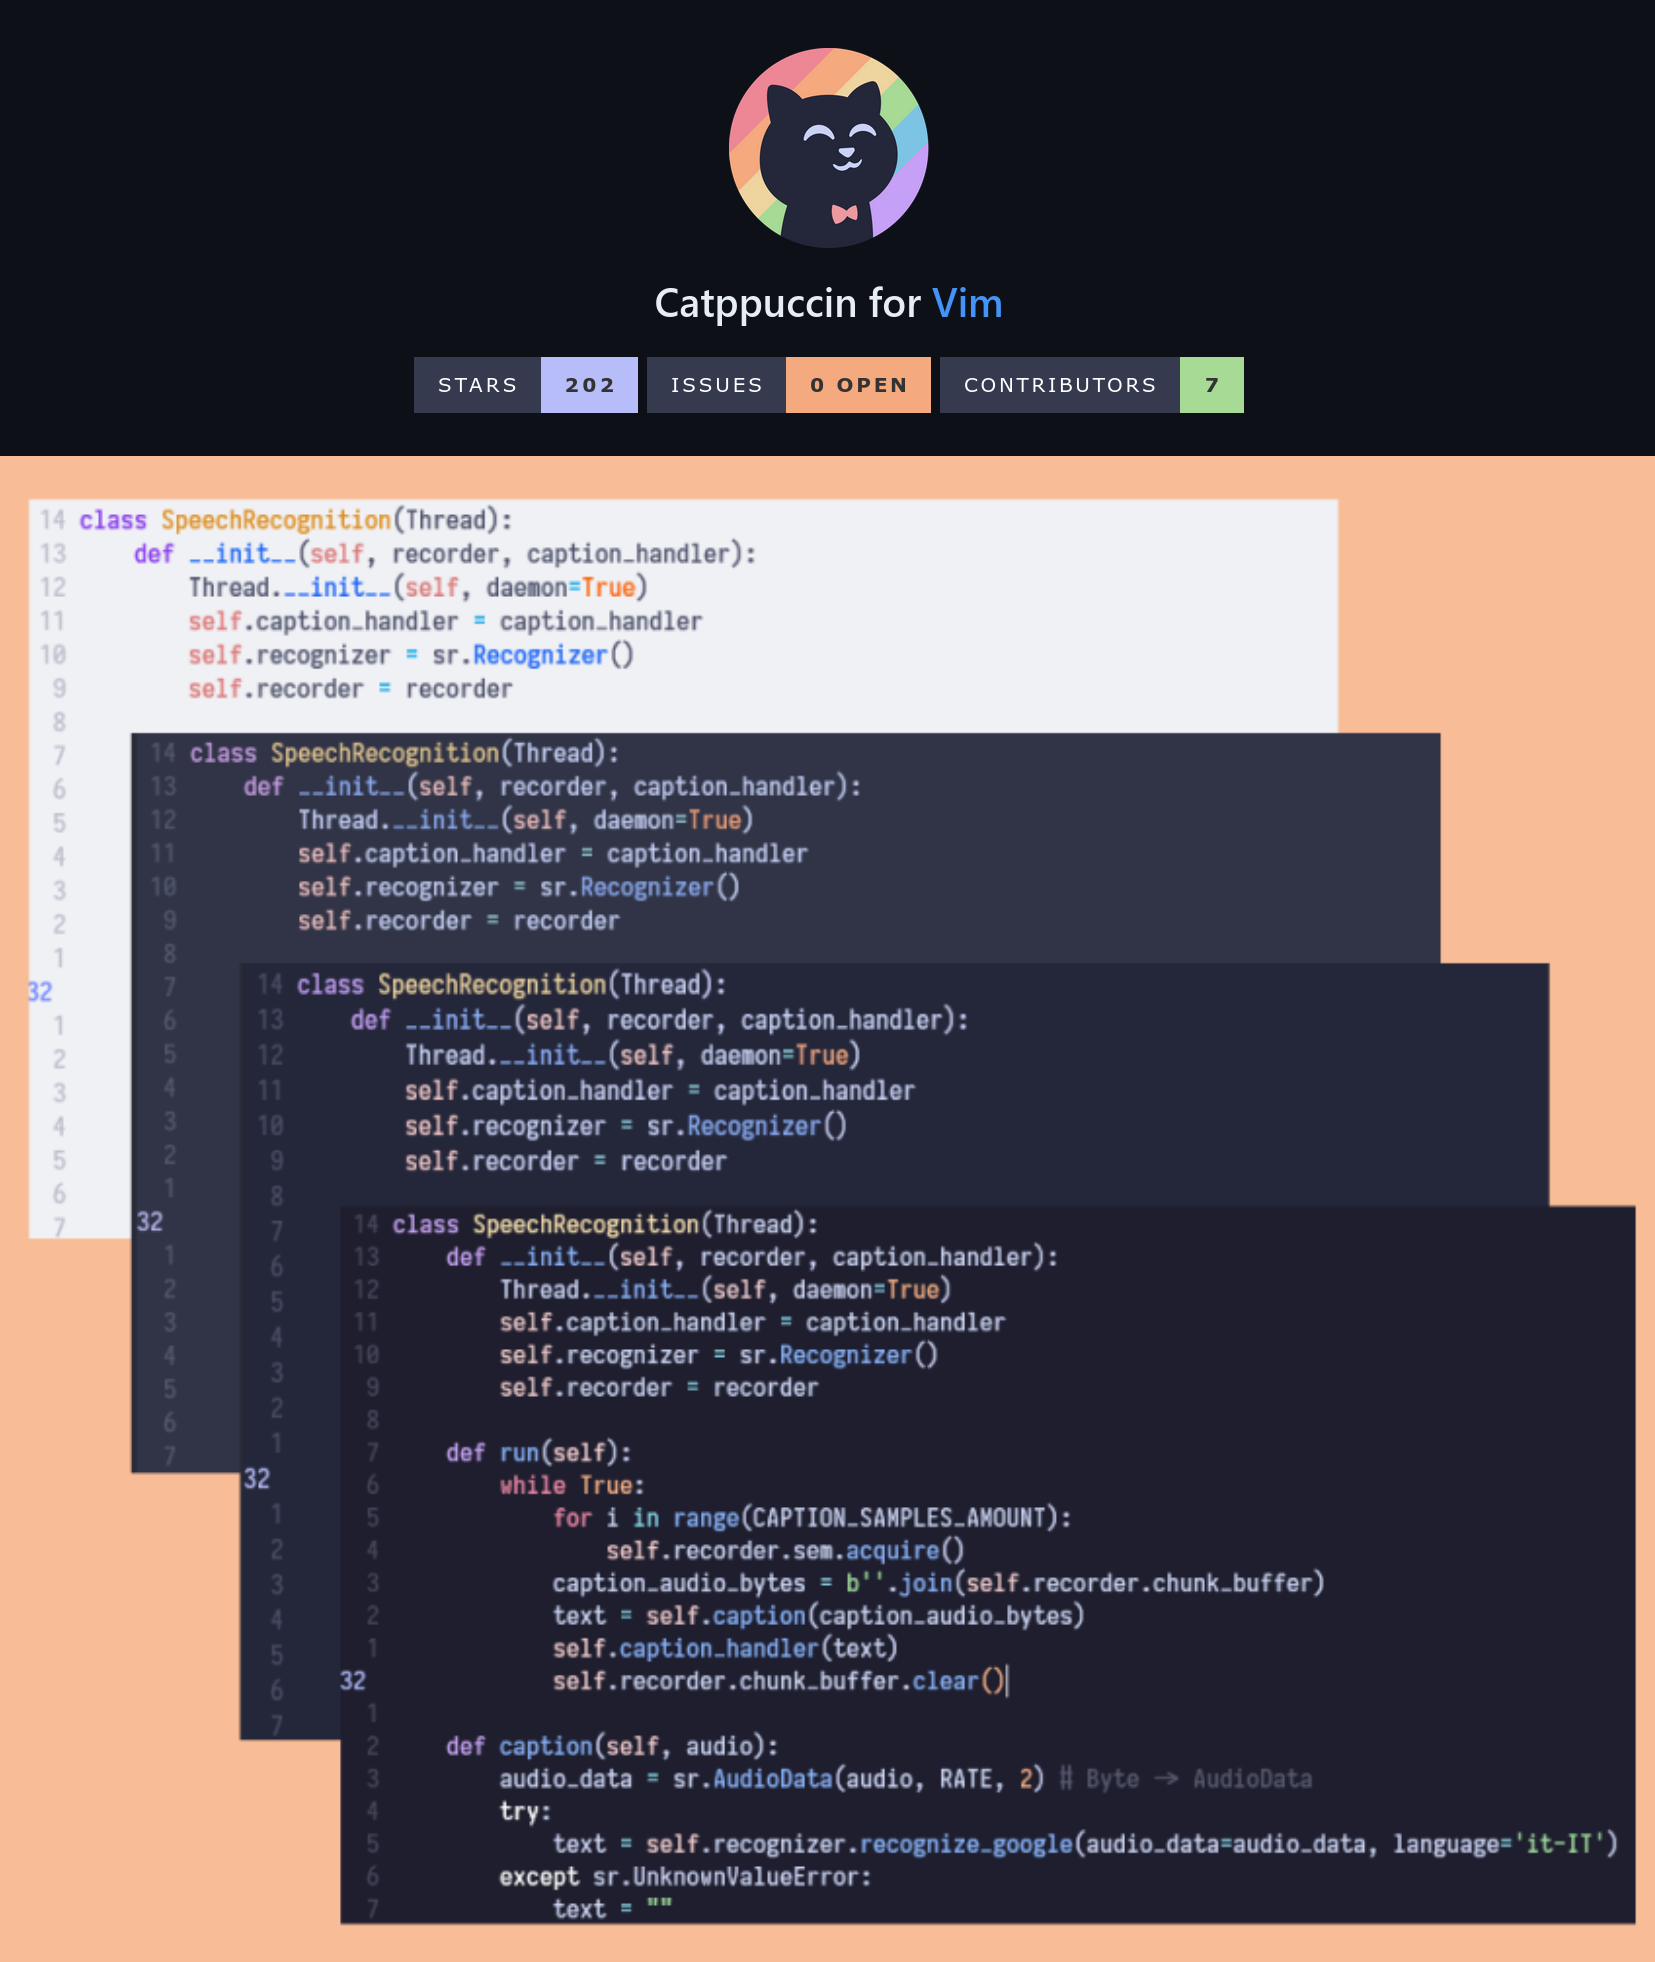 Catppuccin for Vim
STARS 202 ISSUES 0 OPEN CONTRIBUTORS 7
14 class SpeechRecognition(Thread):
13 def __init__(self, recorder, caption_handler):
12 Thread.__init__(self, daemon=True)
11 self.caption_handler = caption_handler
10 self.recognizer = sr.Recognizer()
9 self.recorder = recorder
8
7
6
5
4
3
2
1
32
1
2
3
4
5
6
7
14 class SpeechRecognition(Thread):
13 def __init__(self, recorder, caption_handler):
12 Thread.__init__(self, daemon=True)
11 self.caption_handler = caption_handler
10 self.recognizer = sr.Recognizer()
9 self.recorder = recorder
8
7
6
5
4
3
2
1
32
1
2
3
4
5
6
7
14 class SpeechRecognition(Thread):
13 def __init__(self, recorder, caption_handler):
12 Thread.__init__(self, daemon=True)
11 self.caption_handler = caption_handler
10 self.recognizer = sr.Recognizer()
9 self.recorder = recorder
8
7
6
5
4
3
2
1
32
1
2
3
4
5
6
7
14 class SpeechRecognition(Thread):
13 def __init__(self, recorder, caption_handler):
12 Thread.__init__(self, daemon=True)
11 self.caption_handler = caption_handler
10 self.recognizer = sr.Recognizer()
9 self.recorder = recorder
8
7 def run(self):
6 while True:
5 for i in range(CAPTION_SAMPLES_AMOUNT):
4 self.recorder.sem.acquire()
3 caption_audio_bytes = b''.join(self.recorder.chunk_buffer)
2 text = self.caption(caption_audio_bytes)
1 self.caption_handler(text)
32 self.recorder.chunk_buffer.clear()
1
2 def caption(self, audio):
3 audio_data = sr.AudioData(audio, RATE, 2) # Byte -> AudioData
4 try:
5 text = self.recognizer.recognize_google(audio_data=audio_data, language='it-IT')
6 except sr.UnknownValueError:
7 text = ""